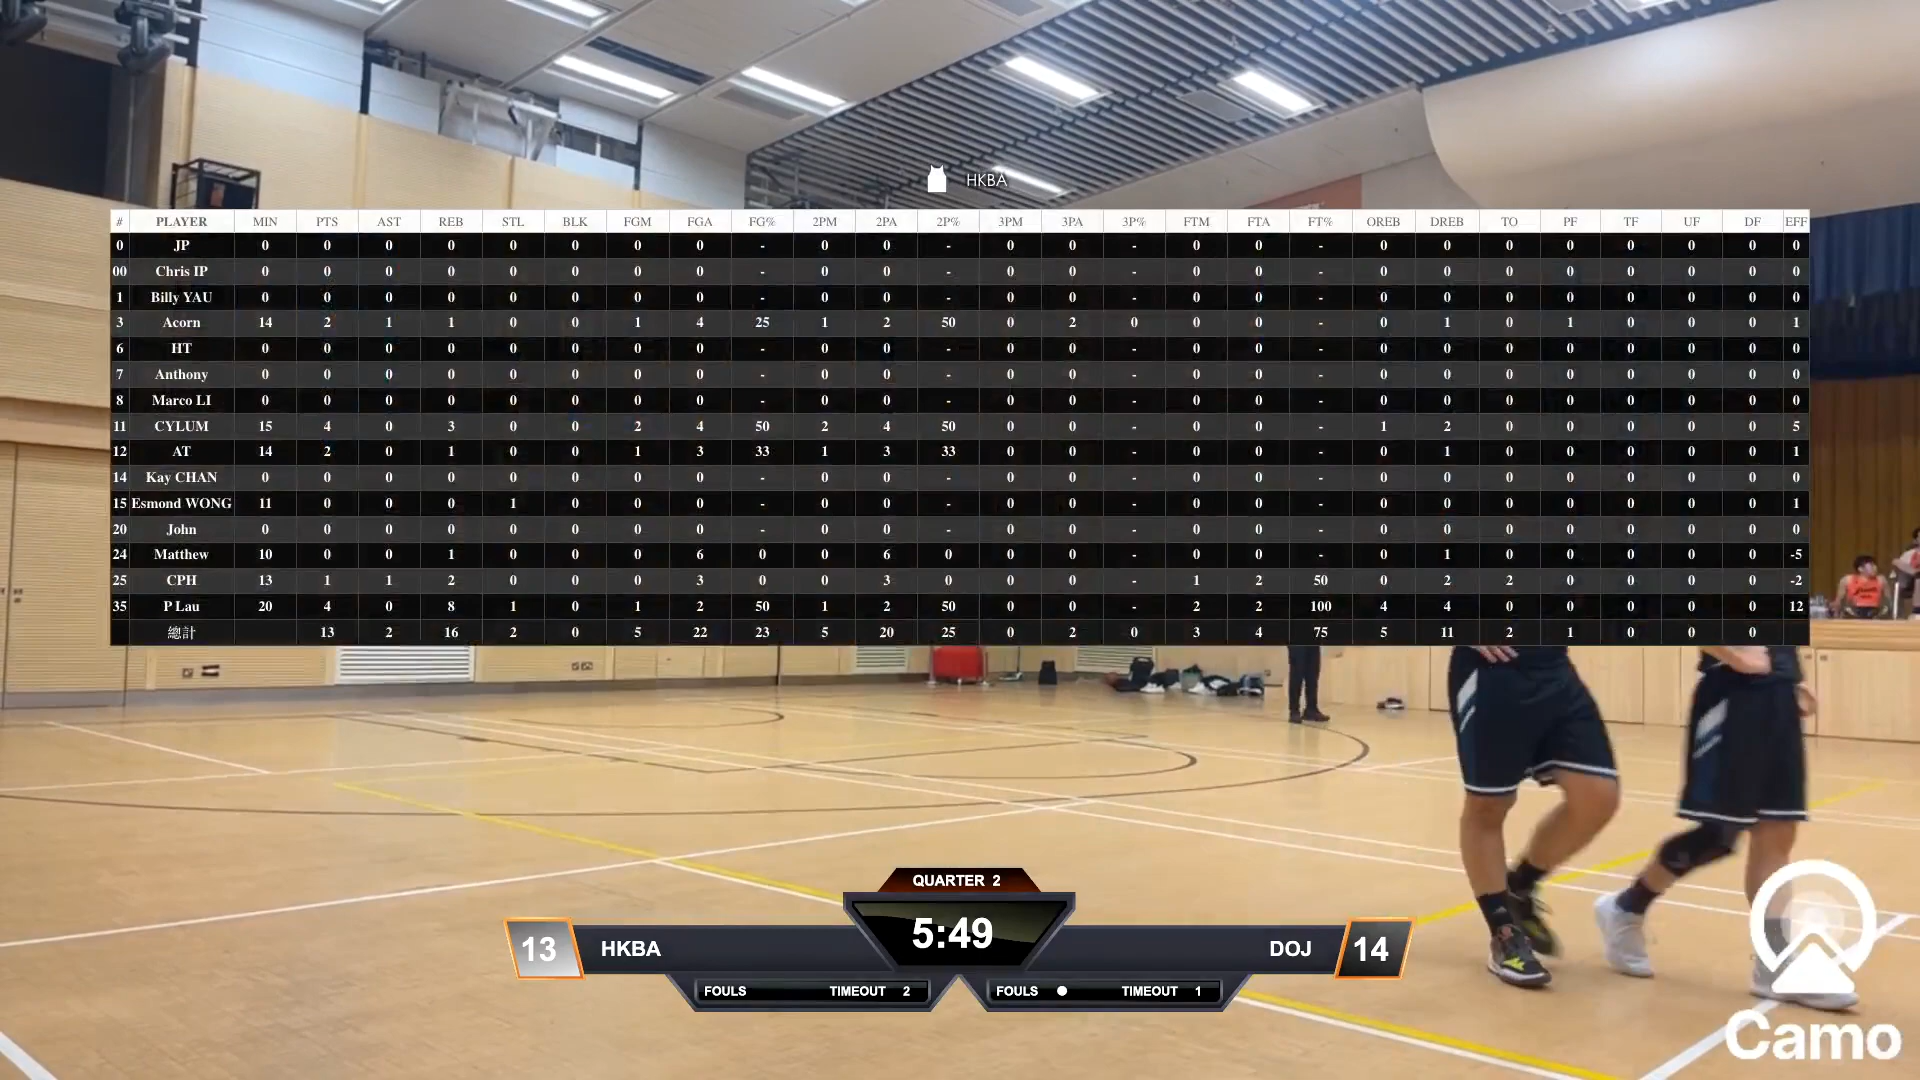 HKBA
# PLAYER MIN PTS AST REB STL BLK FGM FGA FG% 2PM 2PA 2P% 3PM 3PA 3P% FTM FTA FT% OREB DREB TO PF TF UF DF EFF
0 JP 0 0 0 0 0 0 0 0 - 0 0 - 0 0 - 0 0 - 0 0 0 0 0 0 0 0
00 Chris IP 0 0 0 0 0 0 0 0 - 0 0 - 0 0 - 0 0 - 0 0 0 0 0 0 0 0
1 Billy YAU 0 0 0 0 0 0 0 0 - 0 0 - 0 0 - 0 0 - 0 0 0 0 0 0 0 0
3 Acorn 14 2 1 1 0 0 1 4 25 1 2 50 0 2 0 0 0 - 0 1 0 1 0 0 0 1
6 HT 0 0 0 0 0 0 0 0 - 0 0 - 0 0 - 0 0 - 0 0 0 0 0 0 0 0
7 Anthony 0 0 0 0 0 0 0 0 - 0 0 - 0 0 - 0 0 - 0 0 0 0 0 0 0 0
8 Marco LI 0 0 0 0 0 0 0 0 - 0 0 - 0 0 - 0 0 - 0 0 0 0 0 0 0 0
11 CYLUM 15 4 0 3 0 0 2 4 50 2 4 50 0 0 - 0 0 - 1 2 0 0 0 0 0 5
12 AT 14 2 0 1 0 0 1 3 33 1 3 33 0 0 - 0 0 - 0 1 0 0 0 0 0 1
14 Kay CHAN 0 0 0 0 0 0 0 0 - 0 0 - 0 0 - 0 0 - 0 0 0 0 0 0 0 0
15 Esmond WONG 11 0 0 0 1 0 0 0 - 0 0 - 0 0 - 0 0 - 0 0 0 0 0 0 0 1
20 John 0 0 0 0 0 0 0 0 - 0 0 - 0 0 - 0 0 - 0 0 0 0 0 0 0 0
24 Matthew 10 0 0 1 0 0 0 6 0 0 6 0 0 0 - 0 0 - 0 1 0 0 0 0 0 -5
25 CPH 13 1 1 2 0 0 0 3 0 0 3 0 0 0 - 1 2 50 0 2 2 0 0 0 0 -2
35 P Lau 20 4 0 8 1 0 1 2 50 1 2 50 0 0 - 2 2 100 4 4 0 0 0 0 0 12
總計 13 2 16 2 0 5 22 23 5 20 25 0 2 0 3 4 75 5 11 2 1 0 0 0
QUARTER 2
5:49
13 HKBA DOJ 14
FOULS TIMEOUT 2 FOULS TIMEOUT 1
Camo